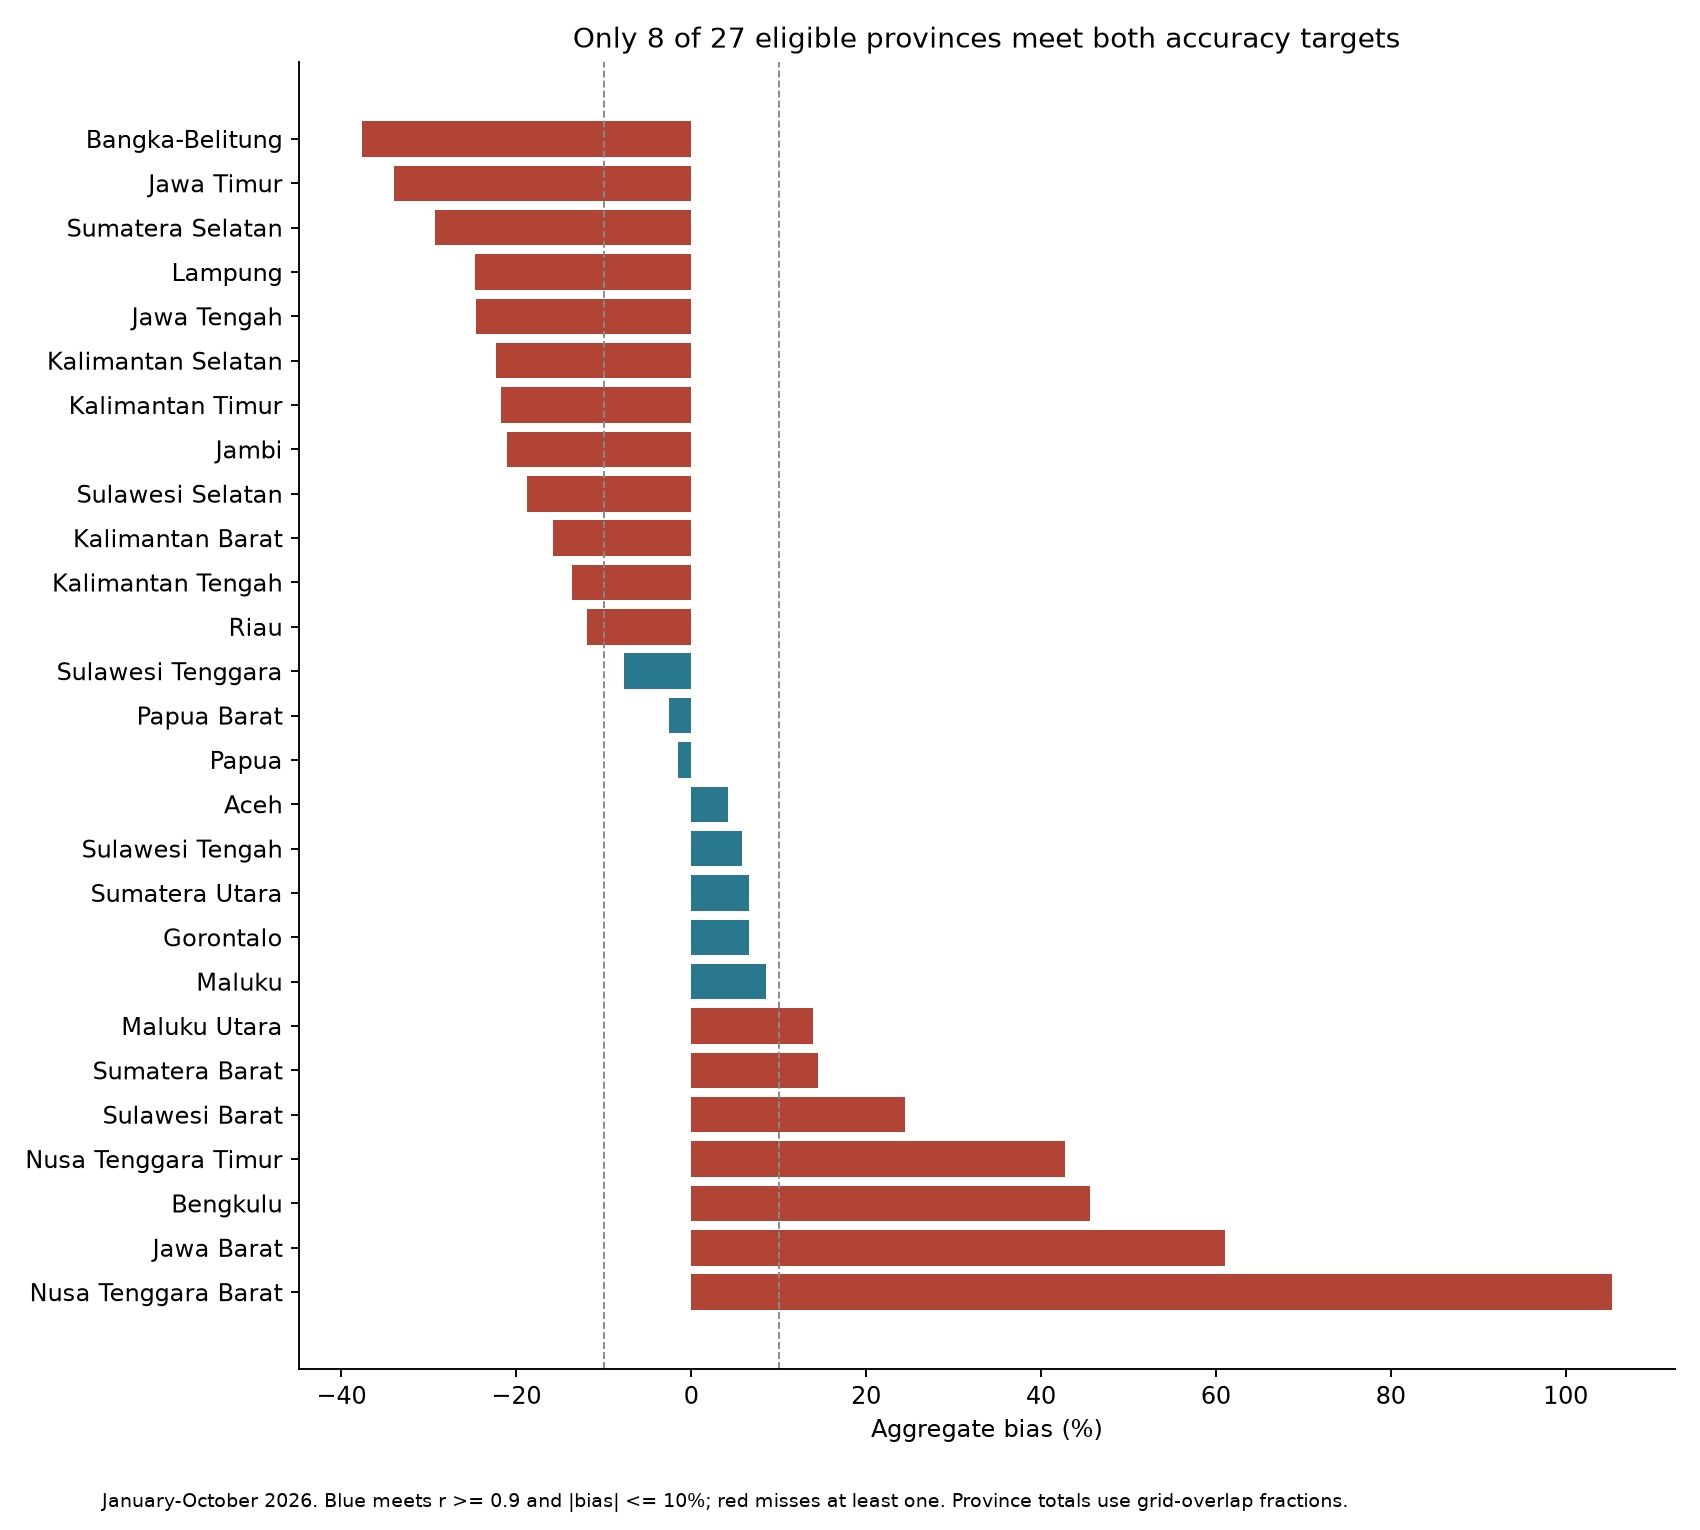 Only 8 of 27 eligible provinces meet both accuracy targets
Bangka-Belitung
Jawa Timur
Sumatera Selatan
Lampung
Jawa Tengah
Kalimantan Selatan
Kalimantan Timur
Jambi
Sulawesi Selatan
Kalimantan Barat
Kalimantan Tengah
Riau
Sulawesi Tenggara
Papua Barat
Papua
Aceh
Sulawesi Tengah
Sumatera Utara
Gorontalo
Maluku
Maluku Utara
Sumatera Barat
Sulawesi Barat
Nusa Tenggara Timur
Bengkulu
Jawa Barat
Nusa Tenggara Barat
−40 −20 0 20 40 60 80 100
Aggregate bias (%)
January-October 2026. Blue meets r >= 0.9 and |bias| <= 10%; red misses at least one. Province totals use grid-overlap fractions.